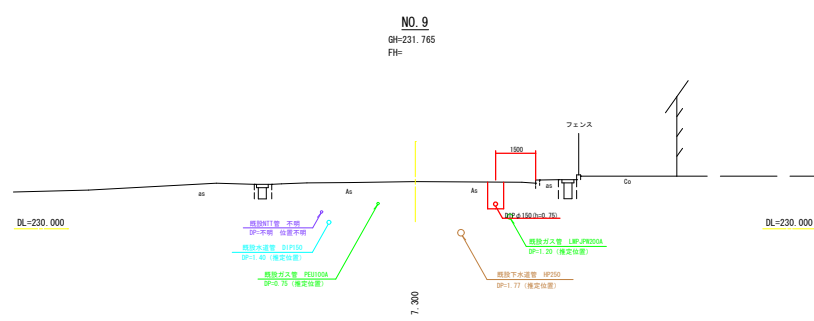 NO.9
GH=231.765
FH=
フェンス
1500
as
As
As
as
Co
DL=230.000
DL=230.000
DIPφ150(h=0.75)
既設NTT管 不明
DP=不明 位置不明
既設水道管 DIP150
DP=1.40 (推定位置)
既設ガス管 LMPJPM200A
DP=1.20 (推定位置)
既設ガス管 PEU100A
DP=0.75 (推定位置)
既設下水道管 HP250
DP=1.77 (推定位置)
7.300